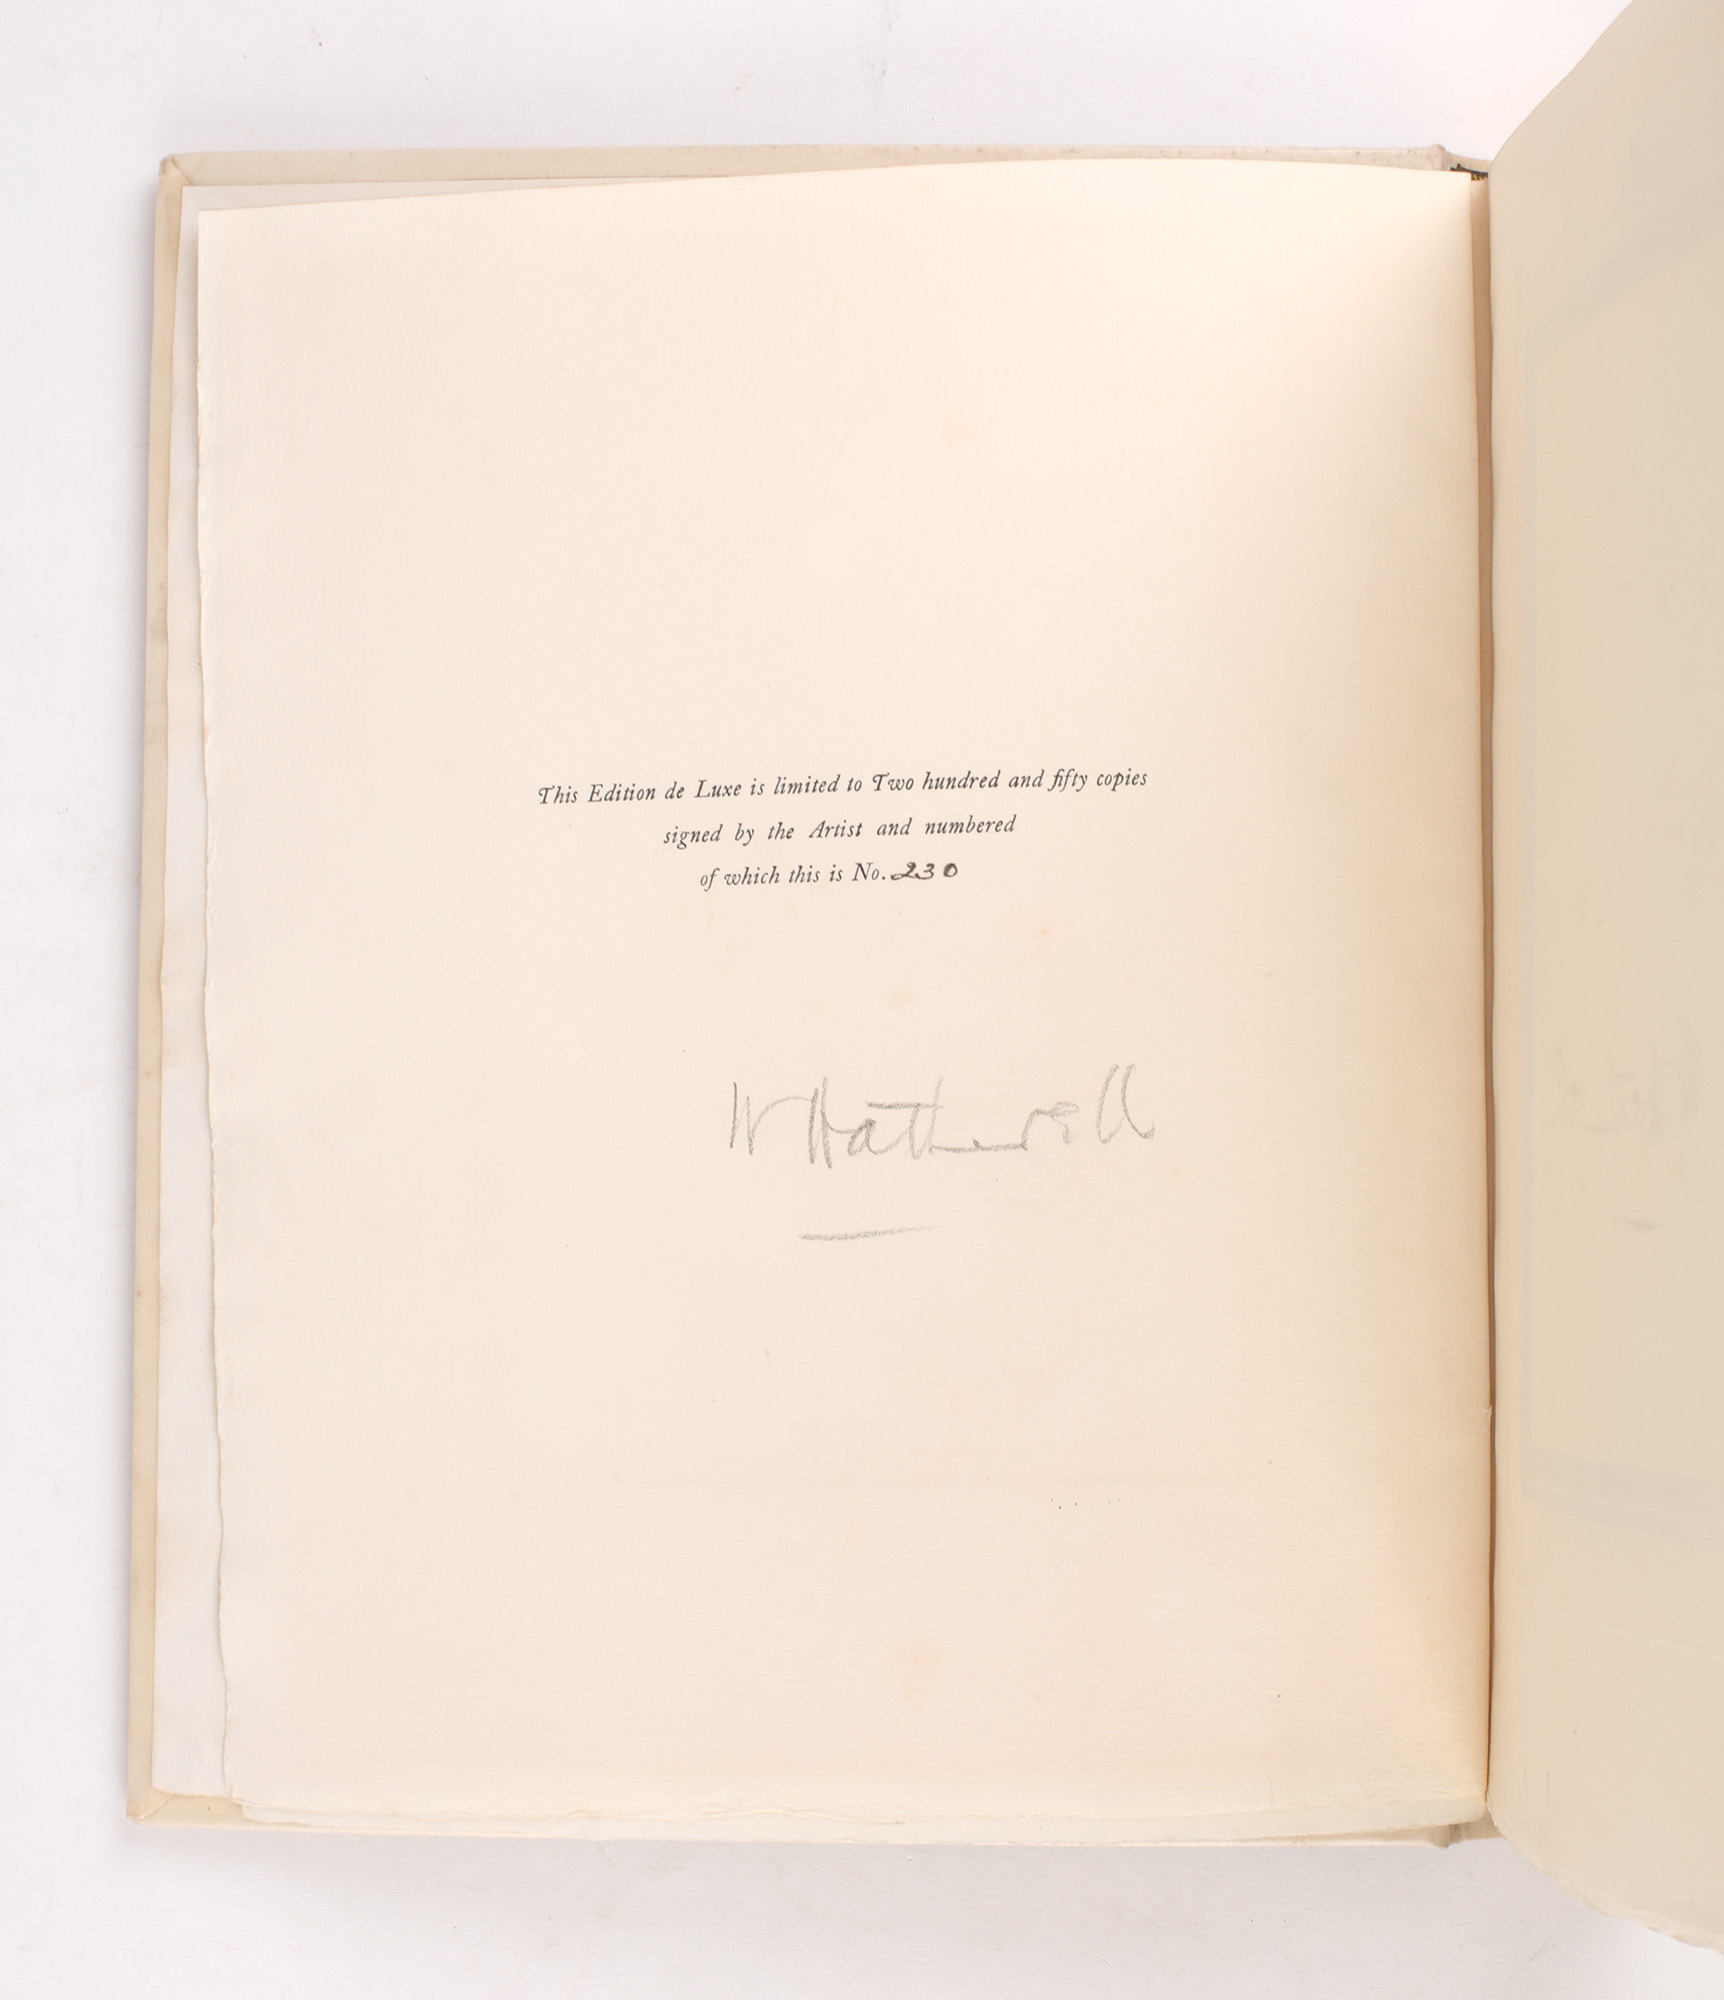 This Edition de Luxe is limited to Two hundred and fifty copies
signed by the Artist and numbered
of which this is No. 230
W Hatherell